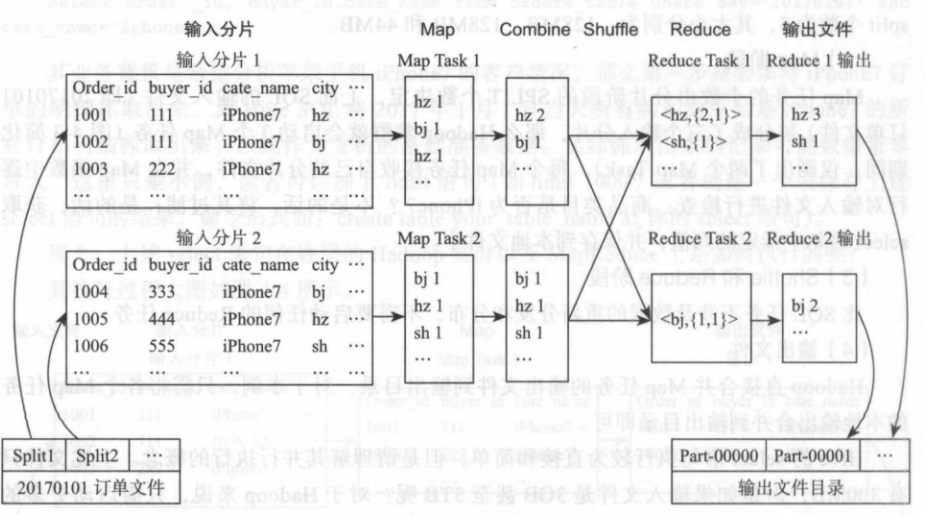 输入分片 Map Combine Shuffle Reduce 输出文件
输入分片 1 Map Task 1 Reduce Task 1 Reduce 1 输出
Order_id buyer_id cate_name city …
1001 111 iPhone7 hz …
1002 111 iPhone7 bj …
1003 222 iPhone7 hz …
… … … …
hz 1
bj 1
hz 1
…
hz 2
bj 1
…
<hz,{2,1}>
<sh,{1}>
…
hz 3
sh 1
…
输入分片 2 Map Task 2 Reduce Task 2 Reduce 2 输出
Order_id buyer_id cate_name city …
1004 333 iPhone7 bj …
1005 444 iPhone7 hz …
1006 555 iPhone7 sh …
… … … …
bj 1
hz 1
sh 1
…
bj 1
hz 1
sh 1
…
<bj,{1,1}>
…
bj 2
…
Split1 Split2 …
20170101 订单文件
Part-00000 Part-00001 …
输出文件目录